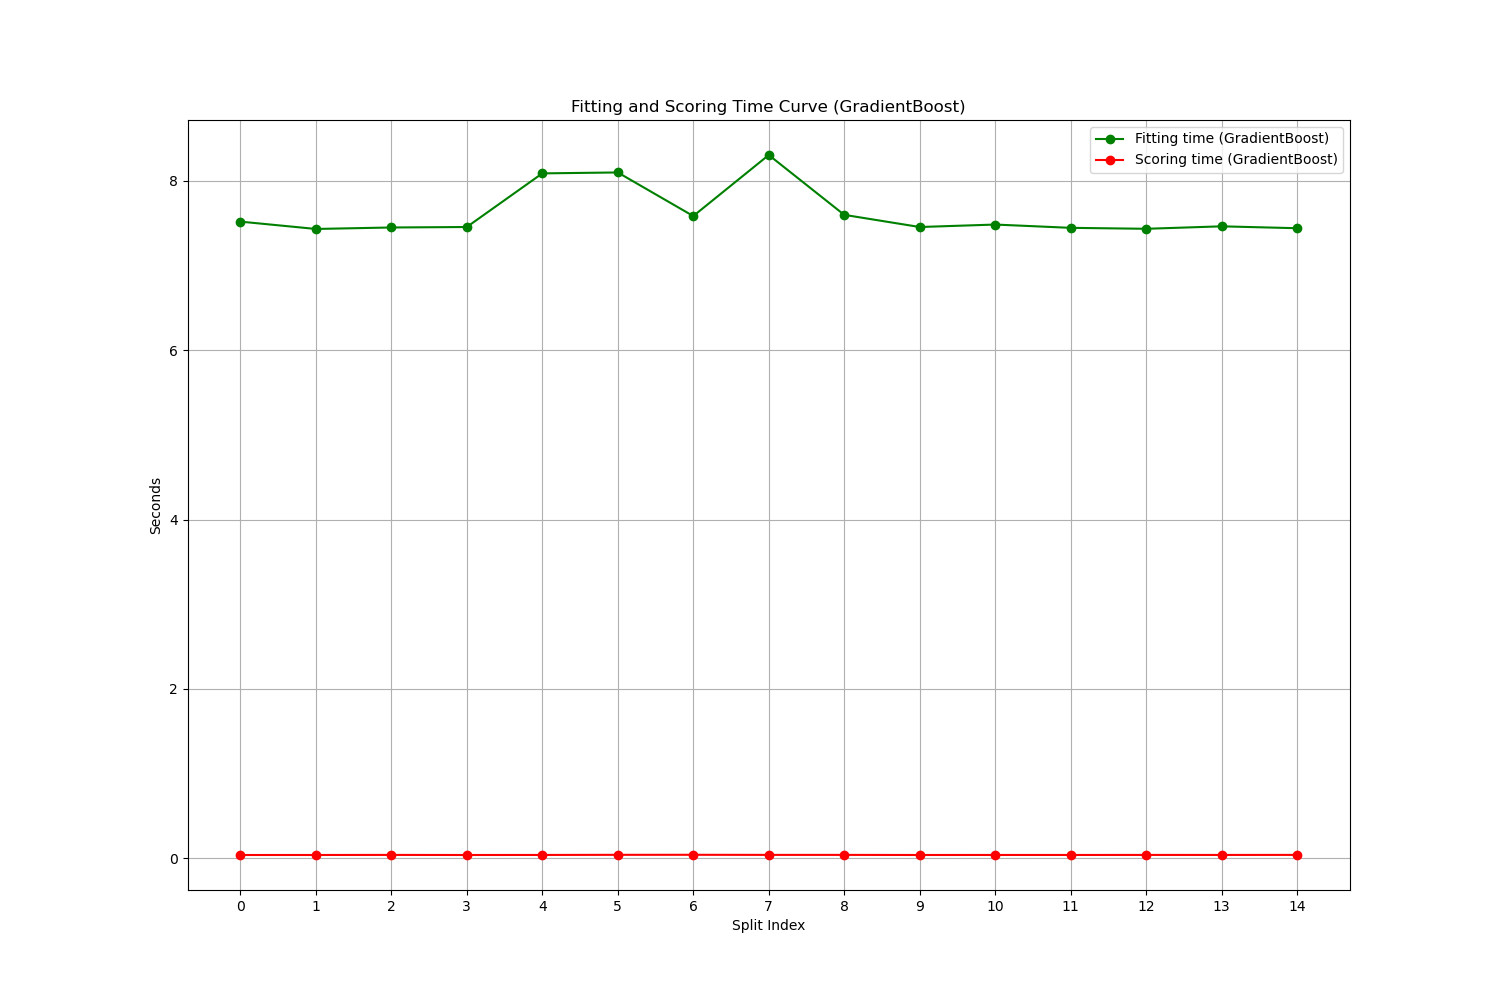 Fitting and Scoring Time Curve (GradientBoost)
Fitting time (GradientBoost)
Scoring time (GradientBoost)
8
6
4
2
0
Seconds
0 1 2 3 4 5 6 7 8 9 10 11 12 13 14
Split Index